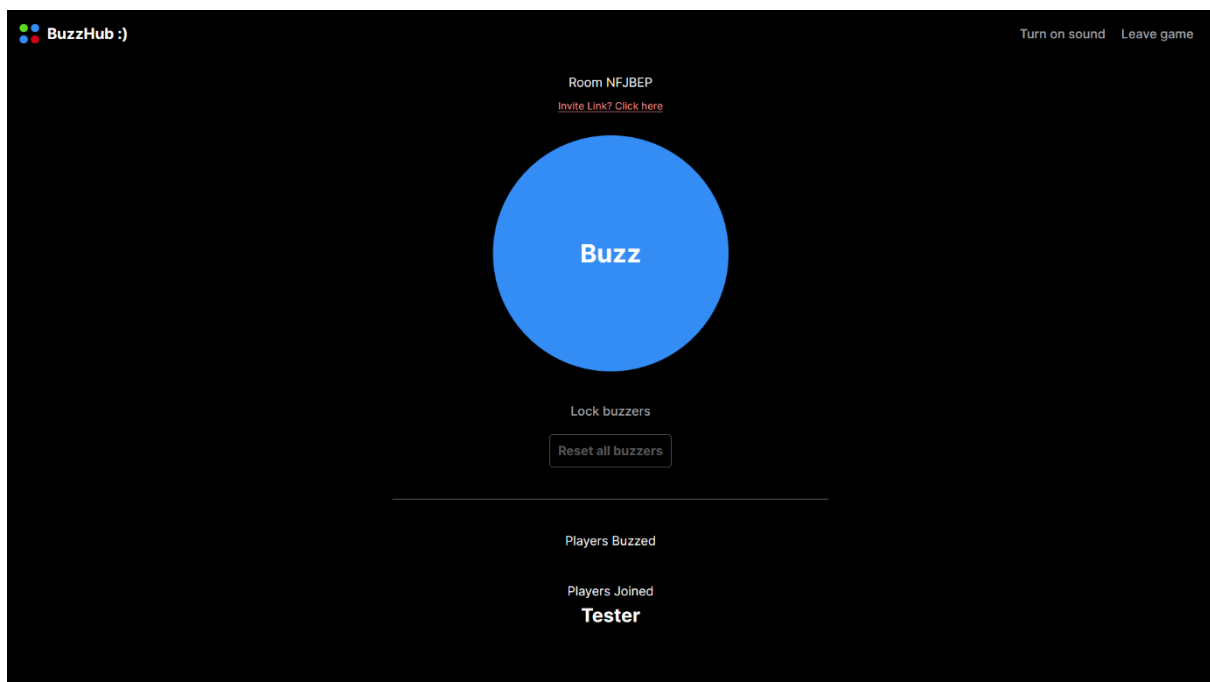 BuzzHub :)
Turn on sound Leave game
Room NFJBEP
Invite Link? Click here
Buzz
Lock buzzers
Reset all buzzers
Players Buzzed
Players Joined
Tester